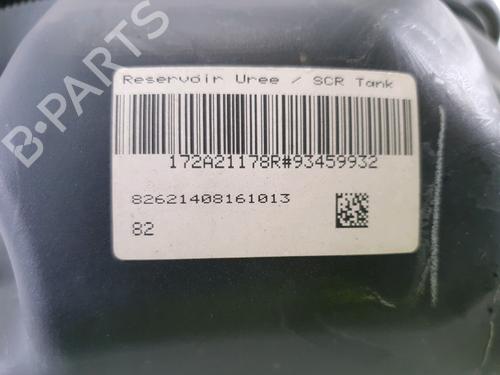 Reservoir Uree / SCR Tank
172A21178R#93459932
82621408161013
82
B-PARTS